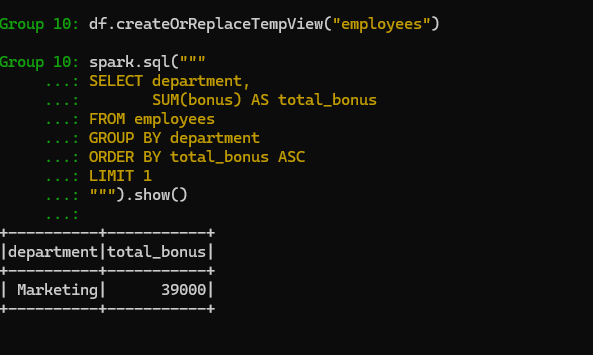 Group 10: df.createOrReplaceTempView("employees")
Group 10: spark.sql("""
...: SELECT department,
...:        SUM(bonus) AS total_bonus
...: FROM employees
...: GROUP BY department
...: ORDER BY total_bonus ASC
...: LIMIT 1
...: """).show()
...:
+----------+-----------+
|department|total_bonus|
+----------+-----------+
| Marketing|      39000|
+----------+-----------+